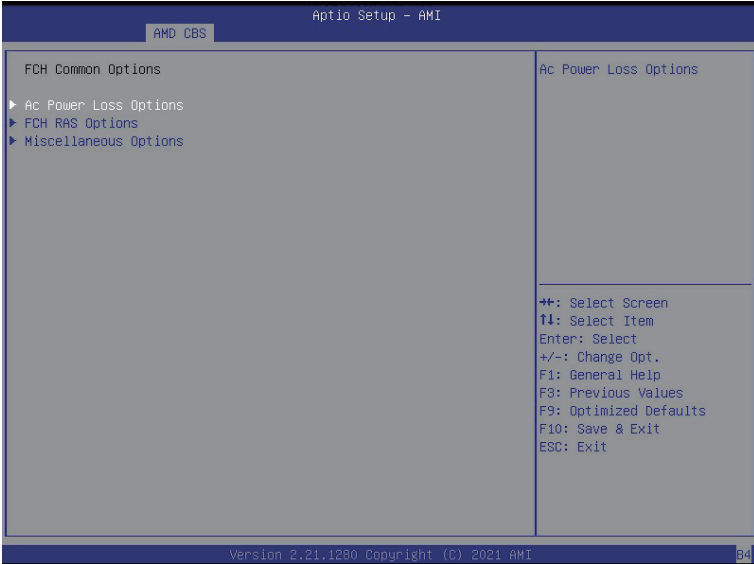 Aptio Setup – AMI
AMD CBS
FCH Common Options
Ac Power Loss Options
FCH RAS Options
Miscellaneous Options
Ac Power Loss Options
→←: Select Screen
↑↓: Select Item
Enter: Select
+/-: Change Opt.
F1: General Help
F3: Previous Values
F9: Optimized Defaults
F10: Save & Exit
ESC: Exit
Version 2.21.1280 Copyright (C) 2021 AMI
B4